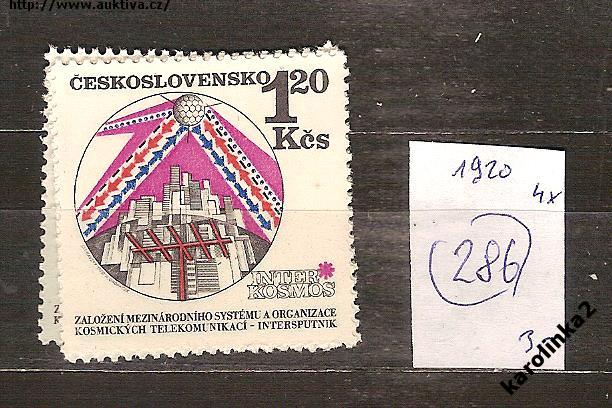 http://www.auktiva.cz/
ČESKOSLOVENSKO
1 20
Kčs
INTER
KOSMOS
ZALOŽENÍ MEZINÁRODNÍHO SYSTÉMU A ORGANIZACE
KOSMICKÝCH TELEKOMUNIKACÍ - INTERSPUTNIK
Z
K
1920
4x
286
3
karolinka2